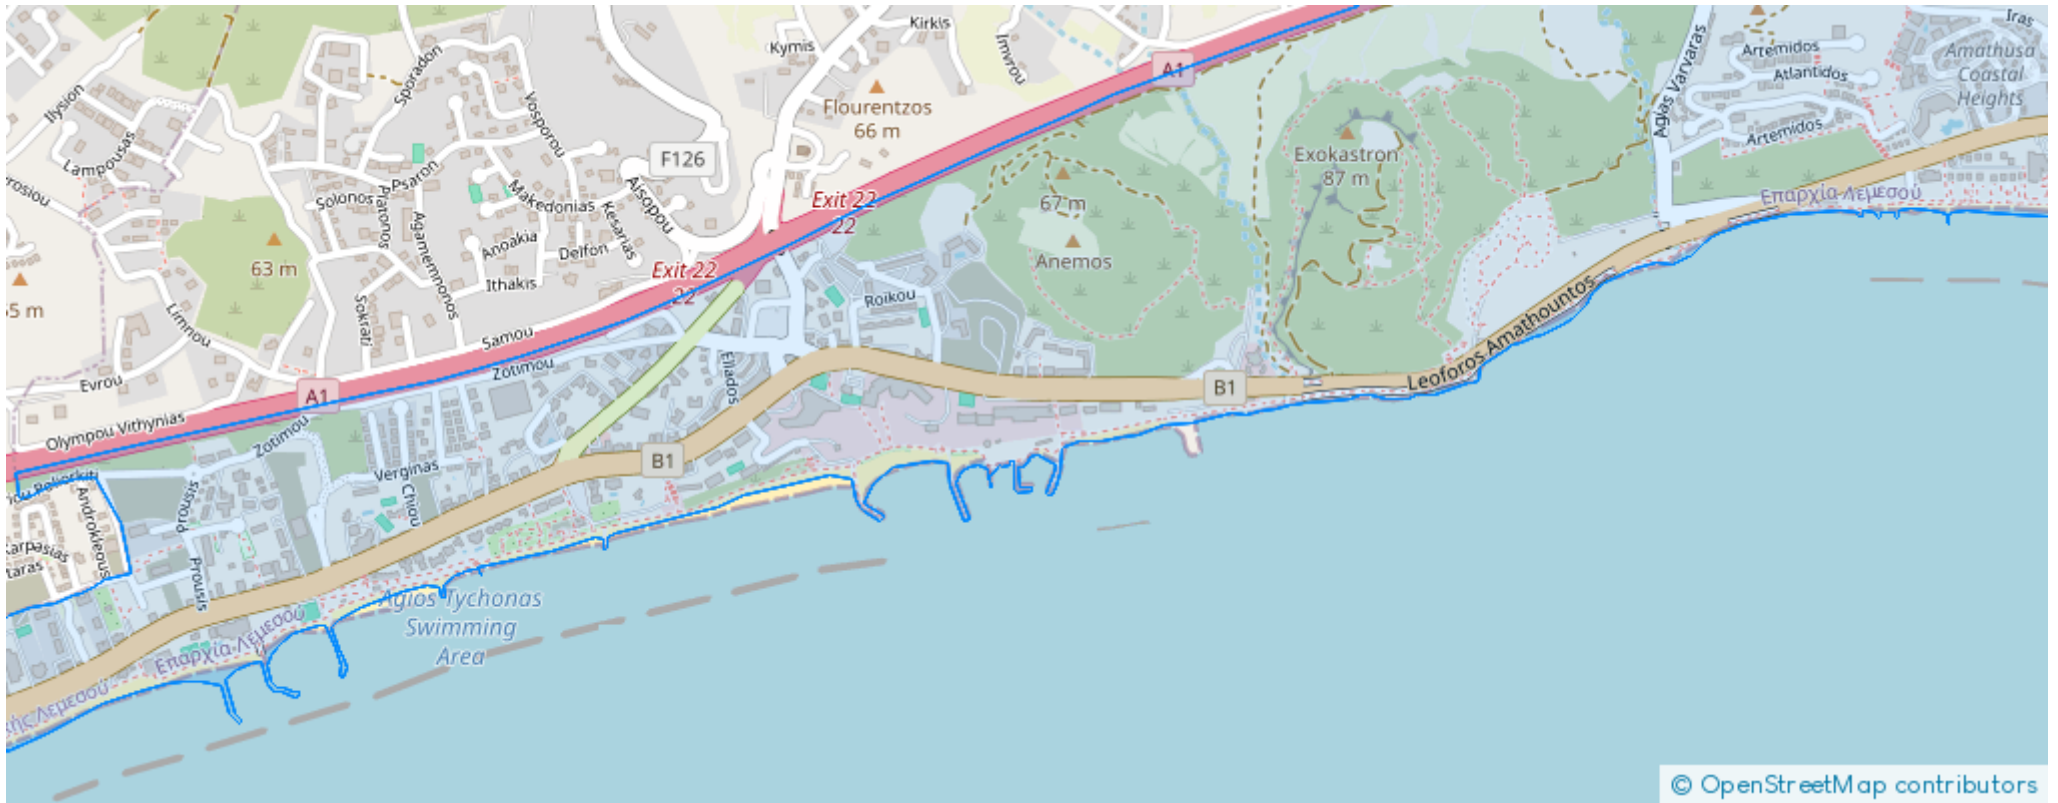 Kirkis
Iras
Kymis
Imvrou
Artemidos
Amathusa
Coastal
Heights
Sporadon
A1
Atlantidos
Ilysion
Vosporou
Flourentzos
66 m
Agias Varvaras
Artemidos
Lampousas
F126
Exokastron
87 m
Psaron
Aisopou
Επαρχία Λεμεσού
Solonos
Platonos
Makedonias
Exit 22
22
67 m
Kesarias
Agamemonos
Anoakia
Delfon
63 m
Anemos
Exit 22
22
Ithakis
Roikou
Sokrati
Limnou
Samou
Leoforos Amathountos
Zotimou
Eliados
Evrou
A1
B1
Olympou Vithynias
Zotimou
B1
Verginas
Chiou
Prousis
Androkleous
Karpasias
Prousis
Agios Tychonas
Swimming
Area
Επαρχία Λεμεσού
© OpenStreetMap contributors